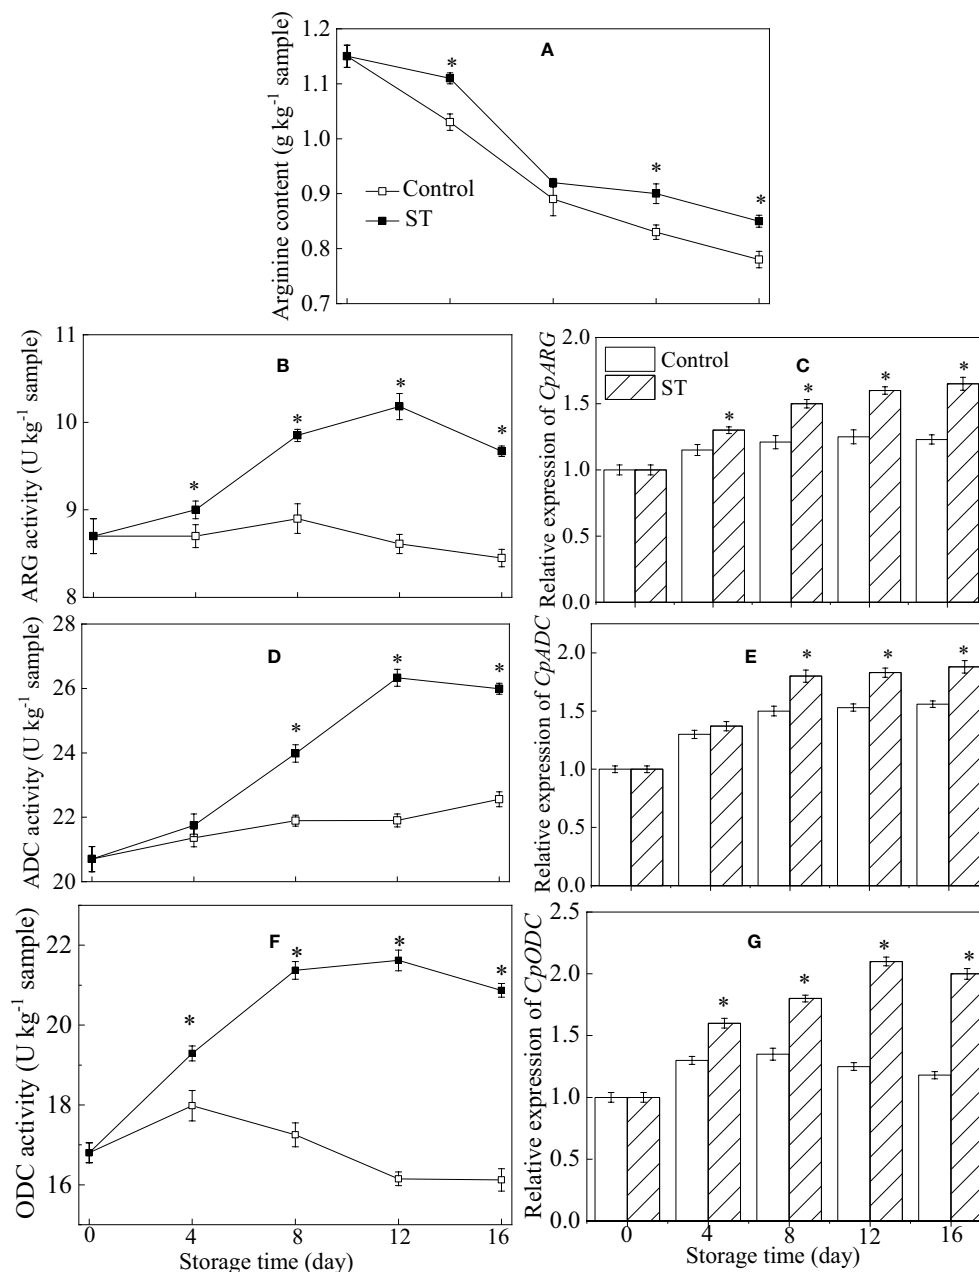 A
Arginine content (g kg⁻¹ sample)
1.2
1.1
1.0
0.9
0.8
0.7
Control
ST
*
*
*
B
ARG activity (U kg⁻¹ sample)
11
10
9
8
*
*
*
*
C
Relative expression of CpARG
2.0
1.5
1.0
0.5
0.0
Control
ST
*
*
*
*
D
ADC activity (U kg⁻¹ sample)
28
26
24
22
20
*
*
*
E
Relative expression of CpADC
2.0
1.5
1.0
0.5
0.0
*
*
*
F
ODC activity (U kg⁻¹ sample)
22
20
18
16
*
*
*
*
0 4 8 12 16
Storage time (day)
G
Relative expression of CpODC
2.5
2.0
1.5
1.0
0.5
0.0
*
*
*
*
0 4 8 12 16
Storage time (day)